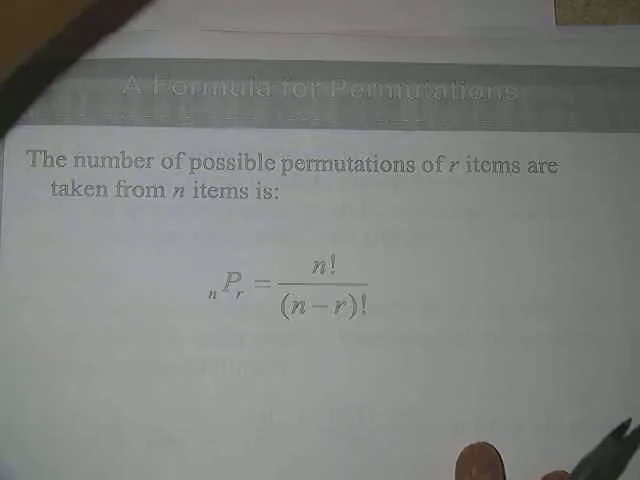 A Formula for Permutations
The number of possible permutations of r items are
taken from n items is:
nPr = n! / (n − r)!